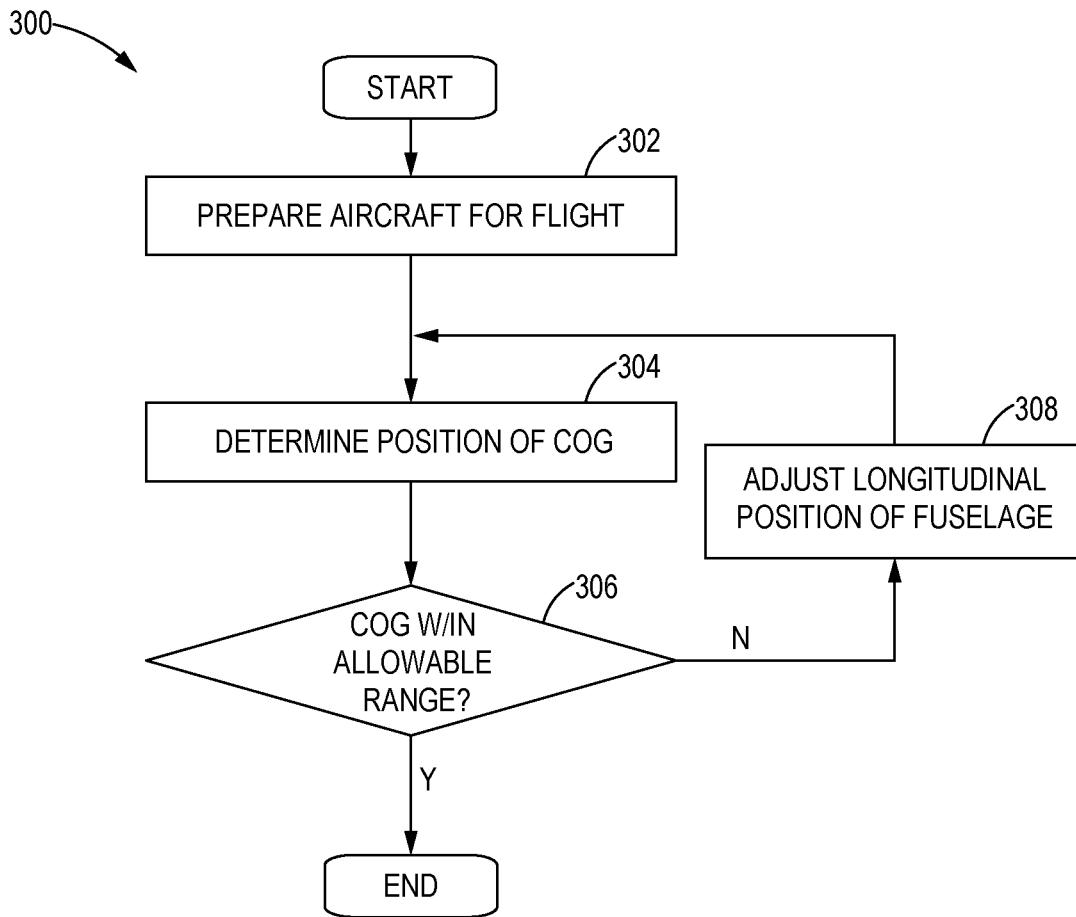 300
START
302
PREPARE AIRCRAFT FOR FLIGHT
304
DETERMINE POSITION OF COG
308
ADJUST LONGITUDINAL
POSITION OF FUSELAGE
306
COG W/IN
ALLOWABLE
RANGE?
N
Y
END